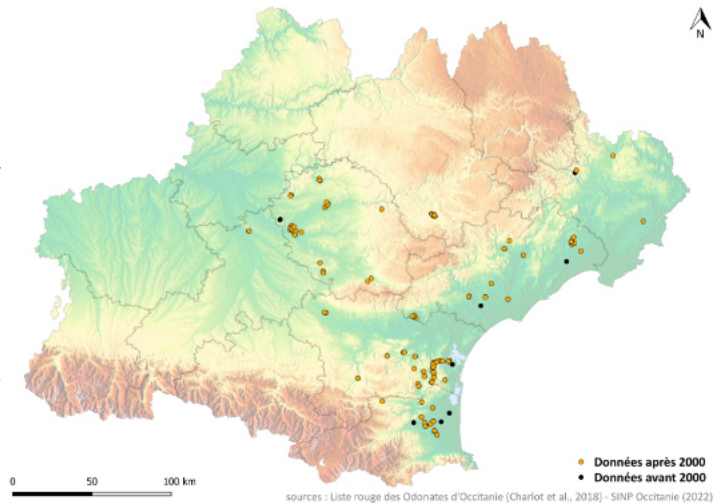 N
Données après 2000
Données avant 2000
0 50 100 km
sources : Liste rouge des Odonates d'Occitanie (Charlot et al., 2018) - SINP Occitanie (2022)